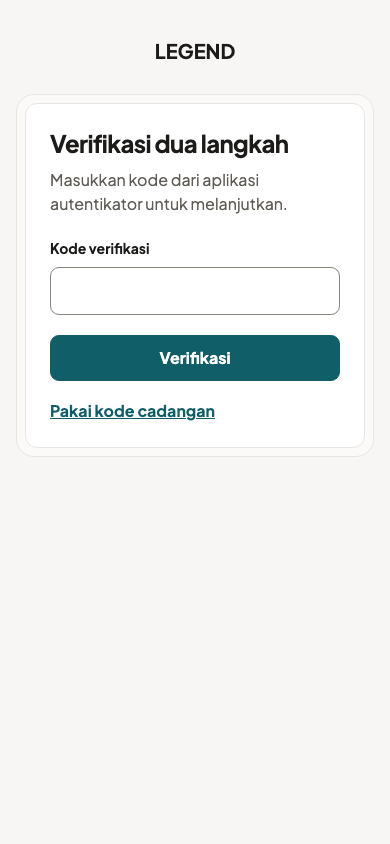 LEGEND
Verifikasi dua langkah
Masukkan kode dari aplikasi
autentikator untuk melanjutkan.
Kode verifikasi
Verifikasi
Pakai kode cadangan